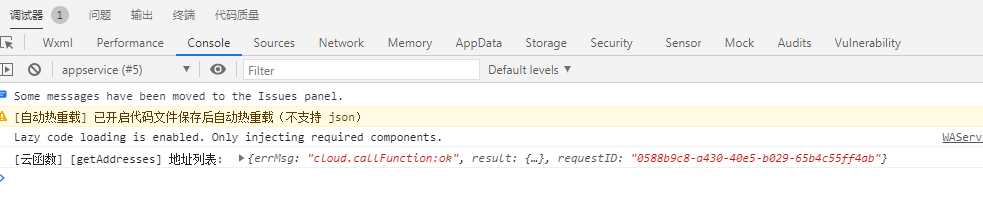 调试器 1 问题 输出 终端 代码质量
Wxml Performance Console Sources Network Memory AppData Storage Security Sensor Mock Audits Vulnerability
appservice (#5) ▼ Filter Default levels ▼
Some messages have been moved to the Issues panel.
[自动热重载] 已开启代码文件保存后自动热重载（不支持 json）
Lazy code loading is enabled. Only injecting required components. WAServ
[云函数] [getAddresses] 地址列表: ▶{errMsg: "cloud.callFunction:ok", result: {…}, requestID: "0588b9c8-a430-40e5-b029-65b4c55ff4ab"}